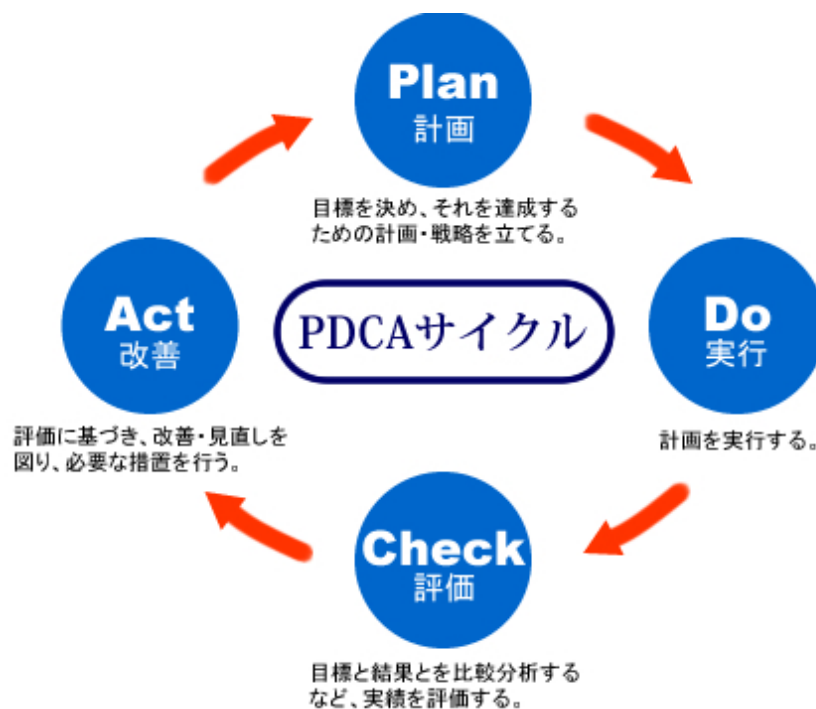 Plan
計画
目標を決め、それを達成する
ための計画・戦略を立てる。
Act
改善
PDCAサイクル
Do
実行
評価に基づき、改善・見直しを
図り、必要な措置を行う。
計画を実行する。
Check
評価
目標と結果とを比較分析する
など、実績を評価する。